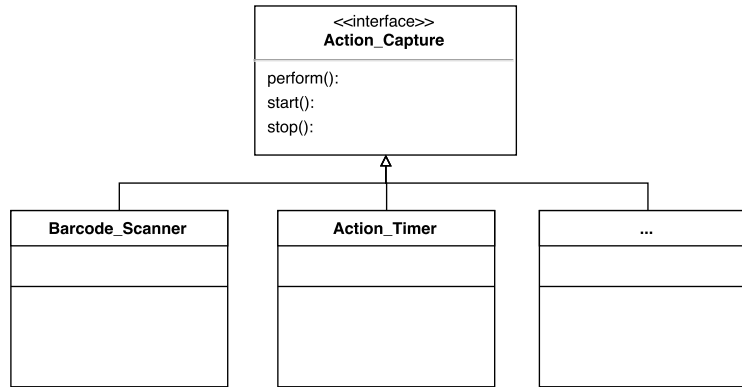 <<interface>>
Action_Capture
perform():
start():
stop():
Barcode_Scanner
Action_Timer
...